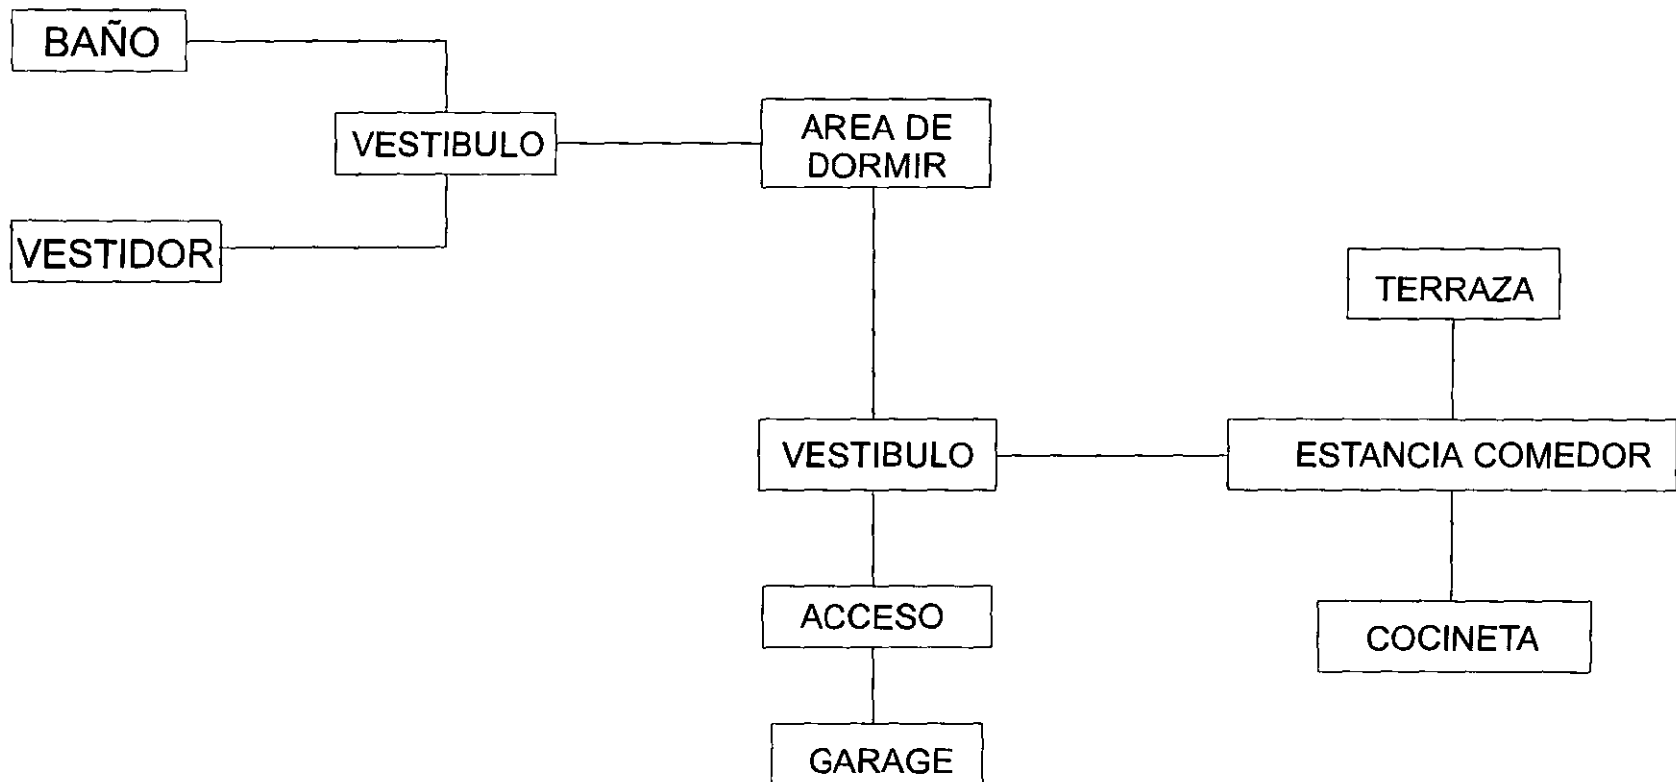 BAÑO
VESTIBULO
AREA DE
DORMIR
VESTIDOR
TERRAZA
VESTIBULO
ESTANCIA COMEDOR
ACCESO
COCINETA
GARAGE